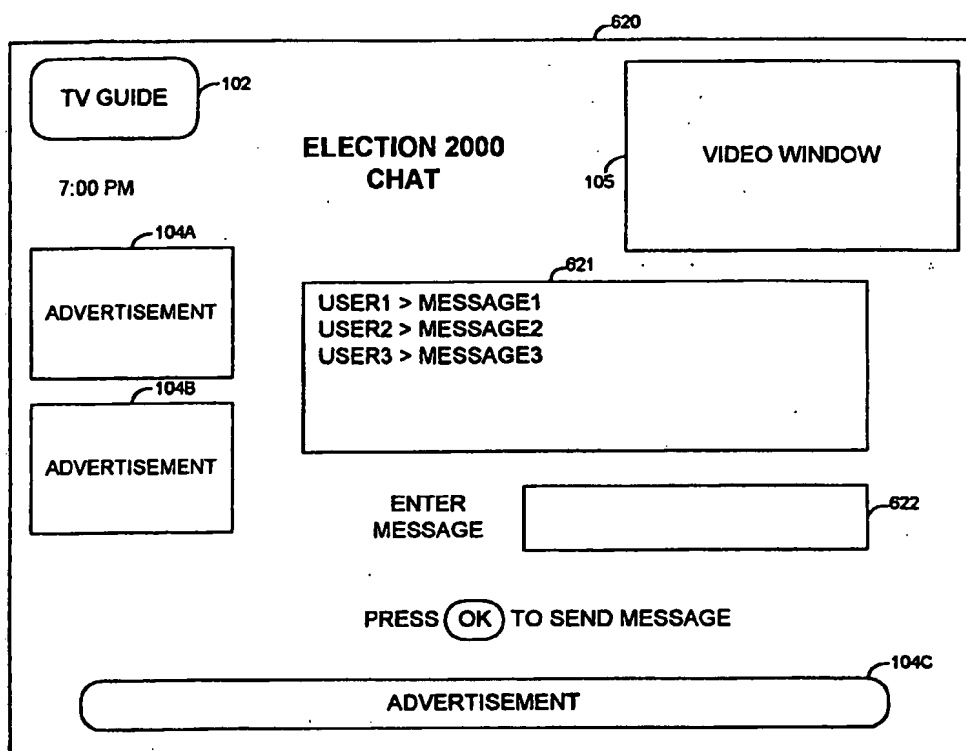 620
TV GUIDE
102
ELECTION 2000
CHAT
VIDEO WINDOW
105
7:00 PM
104A
ADVERTISEMENT
621
USER1 > MESSAGE1
USER2 > MESSAGE2
USER3 > MESSAGE3
104B
ADVERTISEMENT
ENTER
MESSAGE
622
PRESS OK TO SEND MESSAGE
104C
ADVERTISEMENT